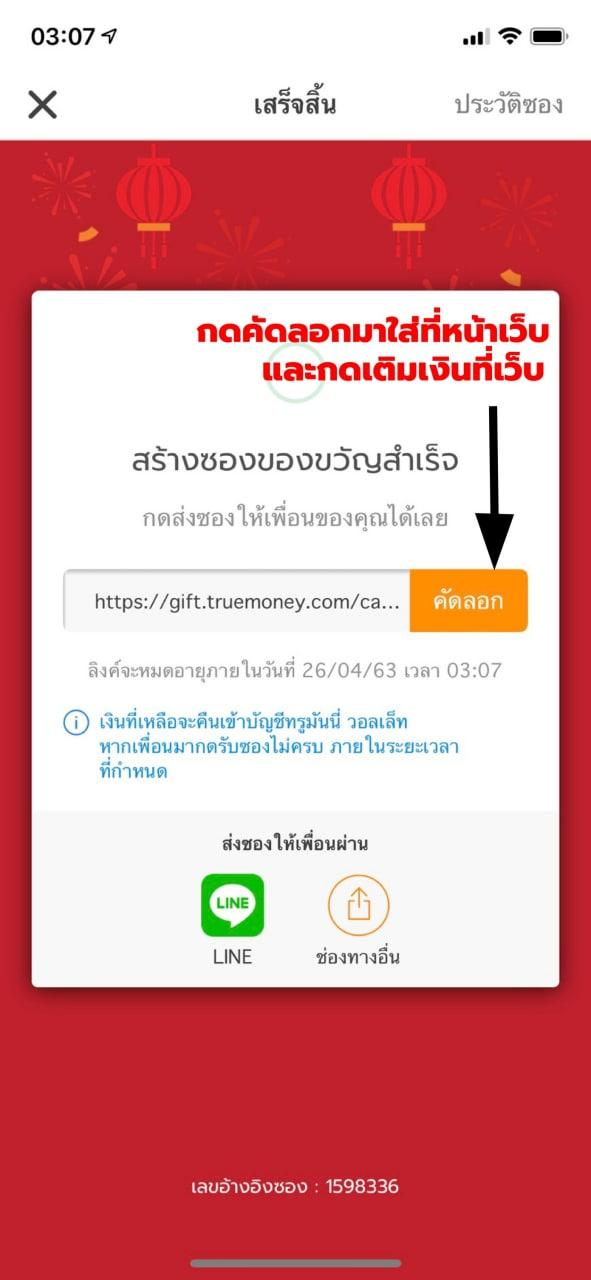 03:07
เสร็จสิ้น
ประวัติซอง
กดคัดลอกมาใส่ที่หน้าเว็บ
และกดเติมเงินที่เว็บ
สร้างซองของขวัญสำเร็จ
กดส่งซองให้เพื่อนของคุณได้เลย
https://gift.truemoney.com/ca...
คัดลอก
ลิงค์จะหมดอายุภายในวันที่ 26/04/63 เวลา 03:07
เงินที่เหลือจะคืนเข้าบัญชีทรูมันนี่ วอลเล็ท
หากเพื่อนมากดรับซองไม่ครบ ภายในระยะเวลา
ที่กำหนด
ส่งซองให้เพื่อนผ่าน
LINE
LINE
ช่องทางอื่น
เลขอ้างอิงซอง : 1598336